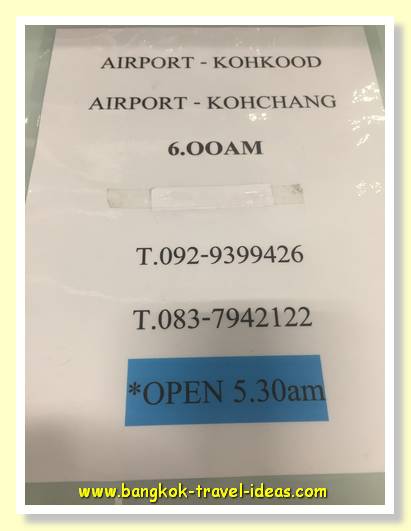 AIRPORT - KOHKOOD
AIRPORT - KOHCHANG
6.OOAM
T.092-9399426
T.083-7942122
*OPEN 5.30am
www.bangkok-travel-ideas.com